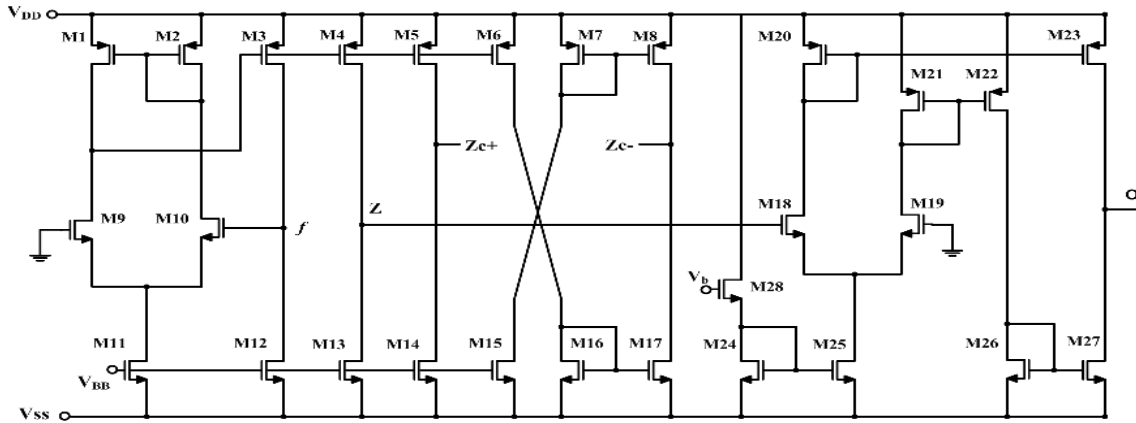 VDD
M1 M2 M3 M4 M5 M6 M7 M8 M20 M23
M21 M22
Zc+ Zc-
M9 M10 f Z M18 M19 O
Vb M28
M11 M12 M13 M14 M15 M16 M17 M24 M25 M26 M27
VBB
VSS